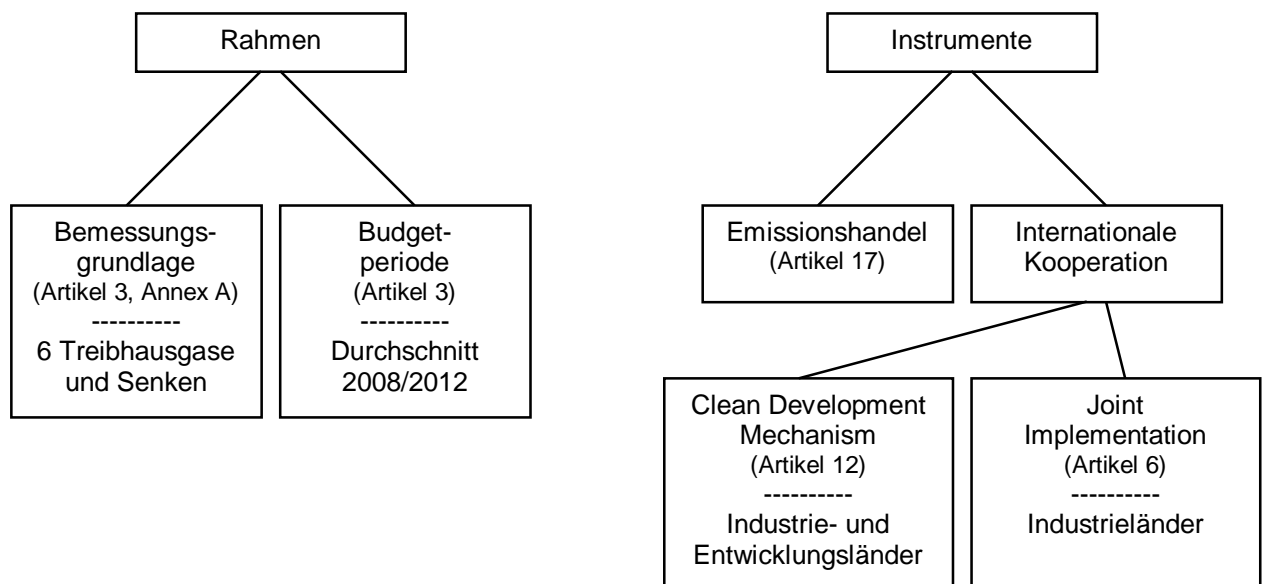 Rahmen
Instrumente
Bemessungs-
grundlage
(Artikel 3, Annex A)
----------
6 Treibhausgase
und Senken
Budget-
periode
(Artikel 3)
----------
Durchschnitt
2008/2012
Emissionshandel
(Artikel 17)
Internationale
Kooperation
Clean Development
Mechanism
(Artikel 12)
----------
Industrie- und
Entwicklungsländer
Joint
Implementation
(Artikel 6)
----------
Industrieländer